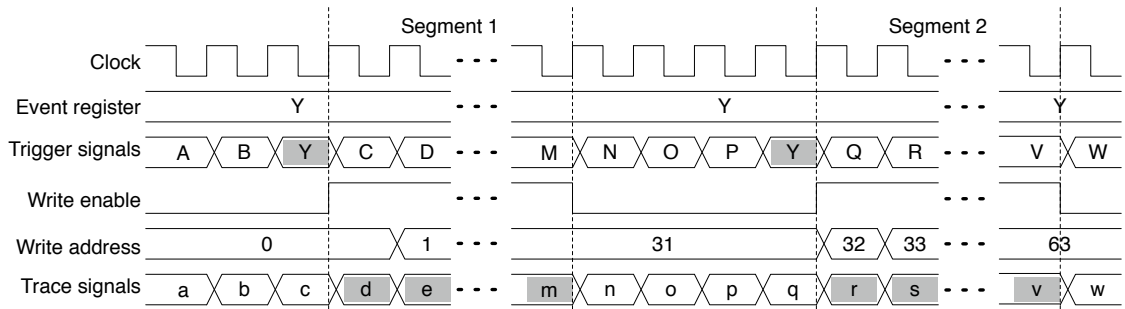 Segment 1 Segment 2
Clock
Event register Y Y Y
Trigger signals A B Y C D M N O P Y Q R V W
Write enable
Write address 0 1 31 32 33 63
Trace signals a b c d e m n o p q r s v w